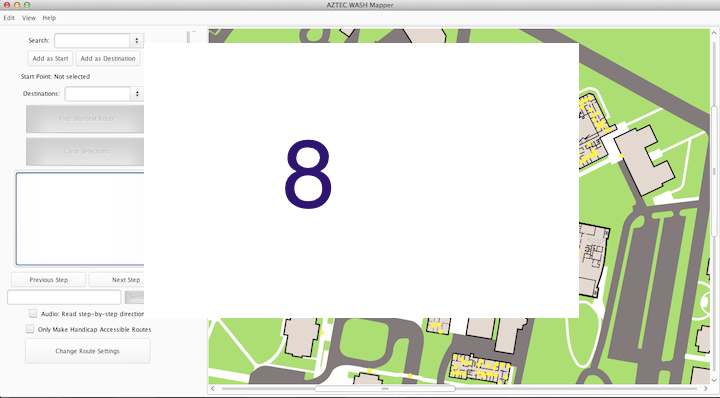 AZTEC WASH Mapper
Edit View Help
Search:
Add as Start Add as Destination
Start Point: Not selected
Destinations:
Find Shortest Route
Clear Selections
8
Previous Step Next Step
Audio: Read step-by-step direction
Only Make Handicap Accessible Routes
Change Route Settings